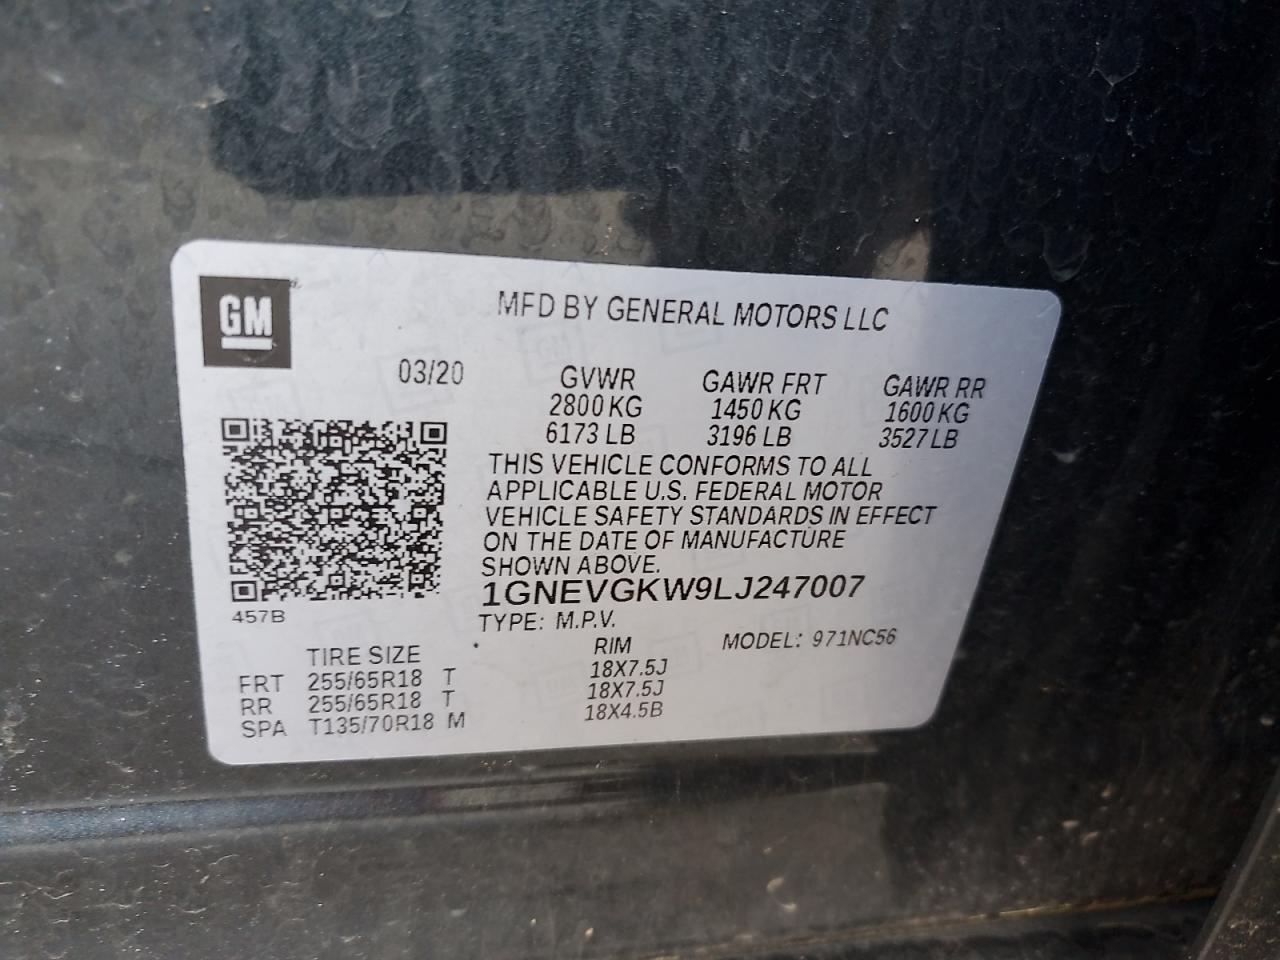 GM
MFD BY GENERAL MOTORS LLC
03/20
GVWR GAWR FRT GAWR RR
2800 KG 1450 KG 1600 KG
6173 LB 3196 LB 3527 LB
THIS VEHICLE CONFORMS TO ALL
APPLICABLE U.S. FEDERAL MOTOR
VEHICLE SAFETY STANDARDS IN EFFECT
ON THE DATE OF MANUFACTURE
SHOWN ABOVE.
1GNEVGKW9LJ247007
457B
TYPE: M.P.V.
MODEL: 971NC56
TIRE SIZE RIM
FRT 255/65R18 T 18X7.5J
RR 255/65R18 T 18X7.5J
SPA T135/70R18 M 18X4.5B